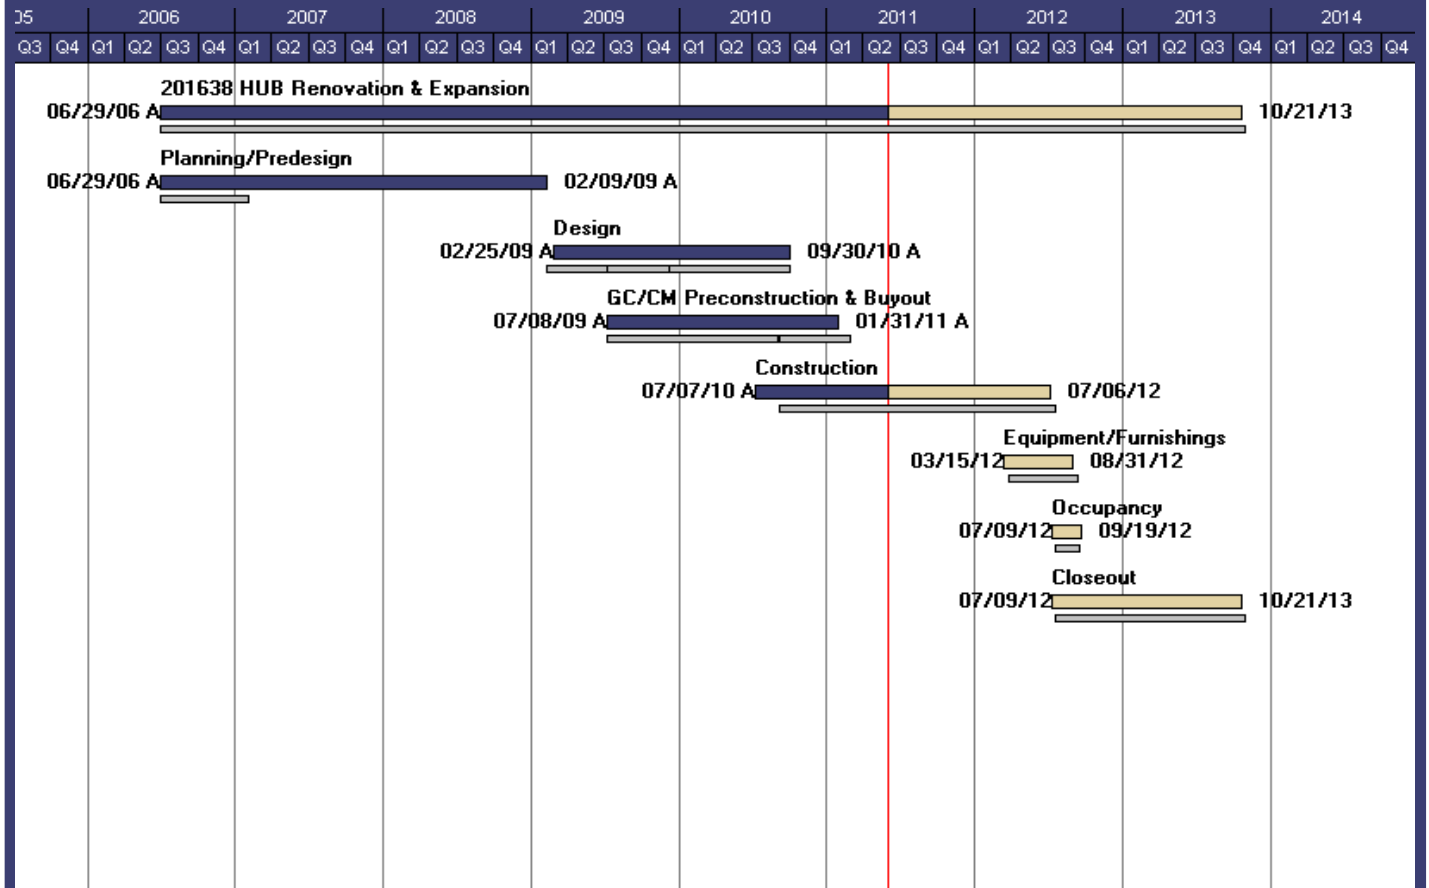 05 2006 2007 2008 2009 2010 2011 2012 2013 2014
Q3 Q4 Q1 Q2 Q3 Q4 Q1 Q2 Q3 Q4 Q1 Q2 Q3 Q4 Q1 Q2 Q3 Q4 Q1 Q2 Q3 Q4 Q1 Q2 Q3 Q4 Q1 Q2 Q3 Q4 Q1 Q2 Q3 Q4 Q1 Q2 Q3 Q4
201638 HUB Renovation & Expansion
06/29/06 A 10/21/13
Planning/Predesign
06/29/06 A 02/09/09 A
Design
02/25/09 A 09/30/10 A
GC/CM Preconstruction & Buyout
07/08/09 A 01/31/11 A
Construction
07/07/10 A 07/06/12
Equipment/Furnishings
03/15/12 08/31/12
Occupancy
07/09/12 09/19/12
Closeout
07/09/12 10/21/13